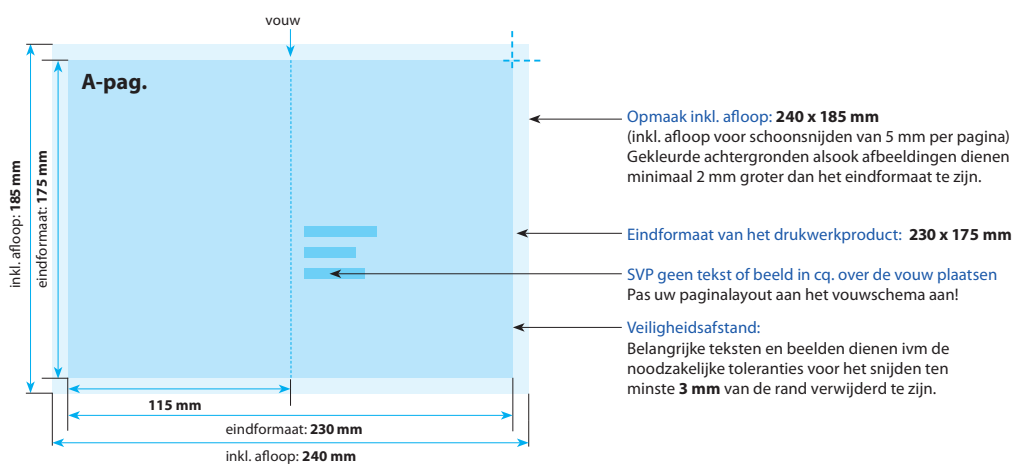 vouw
A-pag.
inkl. afloop: 185 mm
eindformaat: 175 mm
Opmaak inkl. afloop: 240 x 185 mm
(inkl. afloop voor schoonsnijden van 5 mm per pagina)
Gekleurde achtergronden alsook afbeeldingen dienen
minimaal 2 mm groter dan het eindformaat te zijn.
Eindformaat van het drukwerkproduct: 230 x 175 mm
SVP geen tekst of beeld in cq. over de vouw plaatsen
Pas uw paginalayout aan het vouwschema aan!
Veiligheidsafstand:
Belangrijke teksten en beelden dienen ivm de
noodzakelijke toleranties voor het snijden ten
minste 3 mm van de rand verwijderd te zijn.
115 mm
eindformaat: 230 mm
inkl. afloop: 240 mm